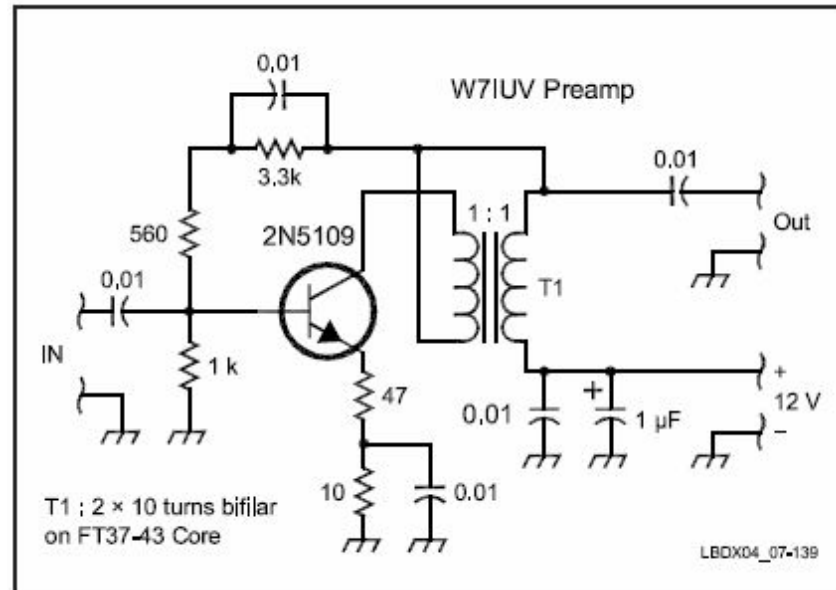 0,01
W7IUV Preamp
3.3k
0.01
1 : 1
560
2N5109
Out
0,01
T1
IN
1 k
+
47
+
12 V
0.01
1 µF
–
10
0.01
T1 : 2 × 10 turns bifilar
on FT37-43 Core
LBDX04_07-139